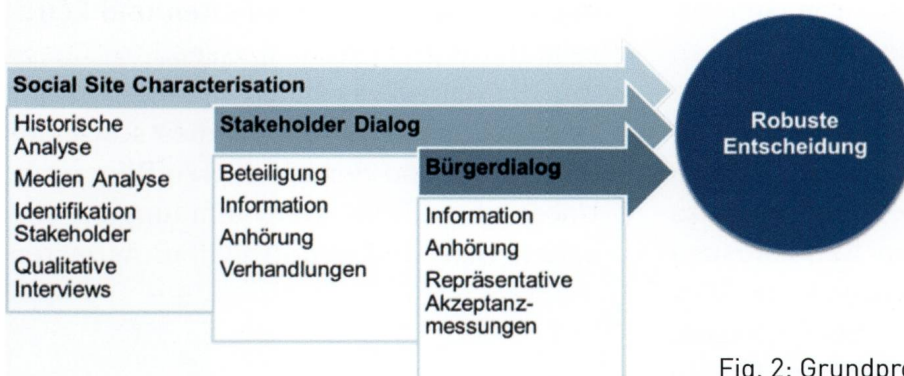 Social Site Characterisation
Historische
Analyse
Medien Analyse
Identifikation
Stakeholder
Qualitative
Interviews
Stakeholder Dialog
Beteiligung
Information
Anhörung
Verhandlungen
Bürgerdialog
Information
Anhörung
Repräsentative
Akzeptanz-
messungen
Robuste
Entscheidung
Fig. 2: Grundpr